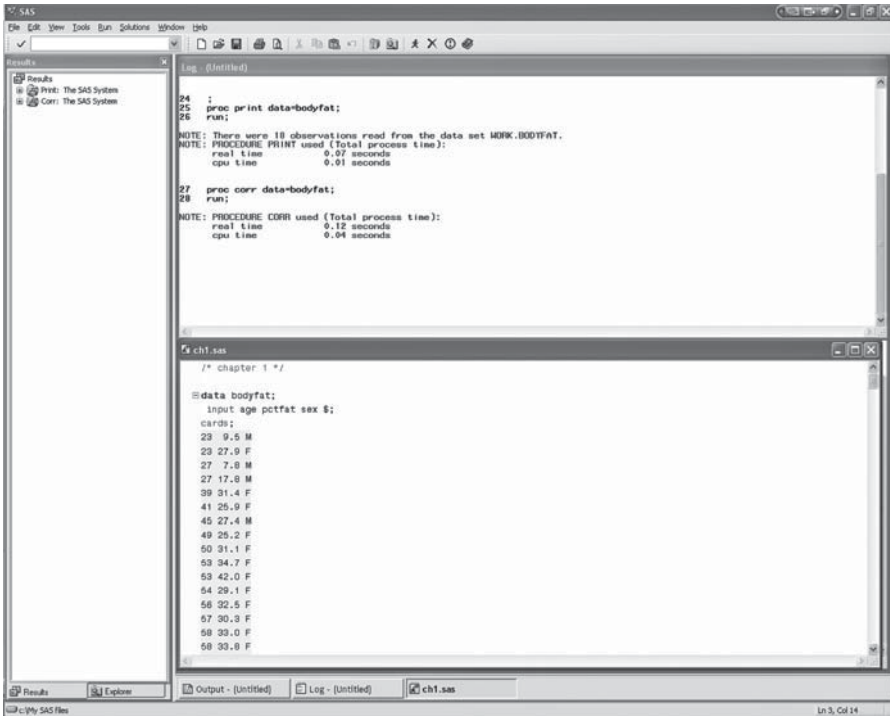 SAS
File Edit View Tools Run Solutions Window Help
Results
Results
Print: The SAS System
Corr: The SAS System
Log - (Untitled)
24 ;
25 proc print data=bodyfat;
26 run;
NOTE: There were 18 observations read from the data set WORK.BODYFAT.
NOTE: PROCEDURE PRINT used (Total process time):
real time 0.07 seconds
cpu time 0.01 seconds
27 proc corr data=bodyfat;
28 run;
NOTE: PROCEDURE CORR used (Total process time):
real time 0.12 seconds
cpu time 0.04 seconds
ch1.sas
/* chapter 1 */
data bodyfat;
input age pctfat sex $;
cards;
23 9.5 M
23 27.9 F
27 7.8 M
27 17.8 M
39 31.4 F
41 25.9 F
45 27.4 M
49 25.2 F
50 31.1 F
53 34.7 F
53 42.0 F
54 29.1 F
56 32.5 F
57 30.3 F
58 33.0 F
58 33.8 F
Results Explorer
Output - (Untitled) Log - (Untitled) ch1.sas
c:\My SAS files
Ln 3, Col 14